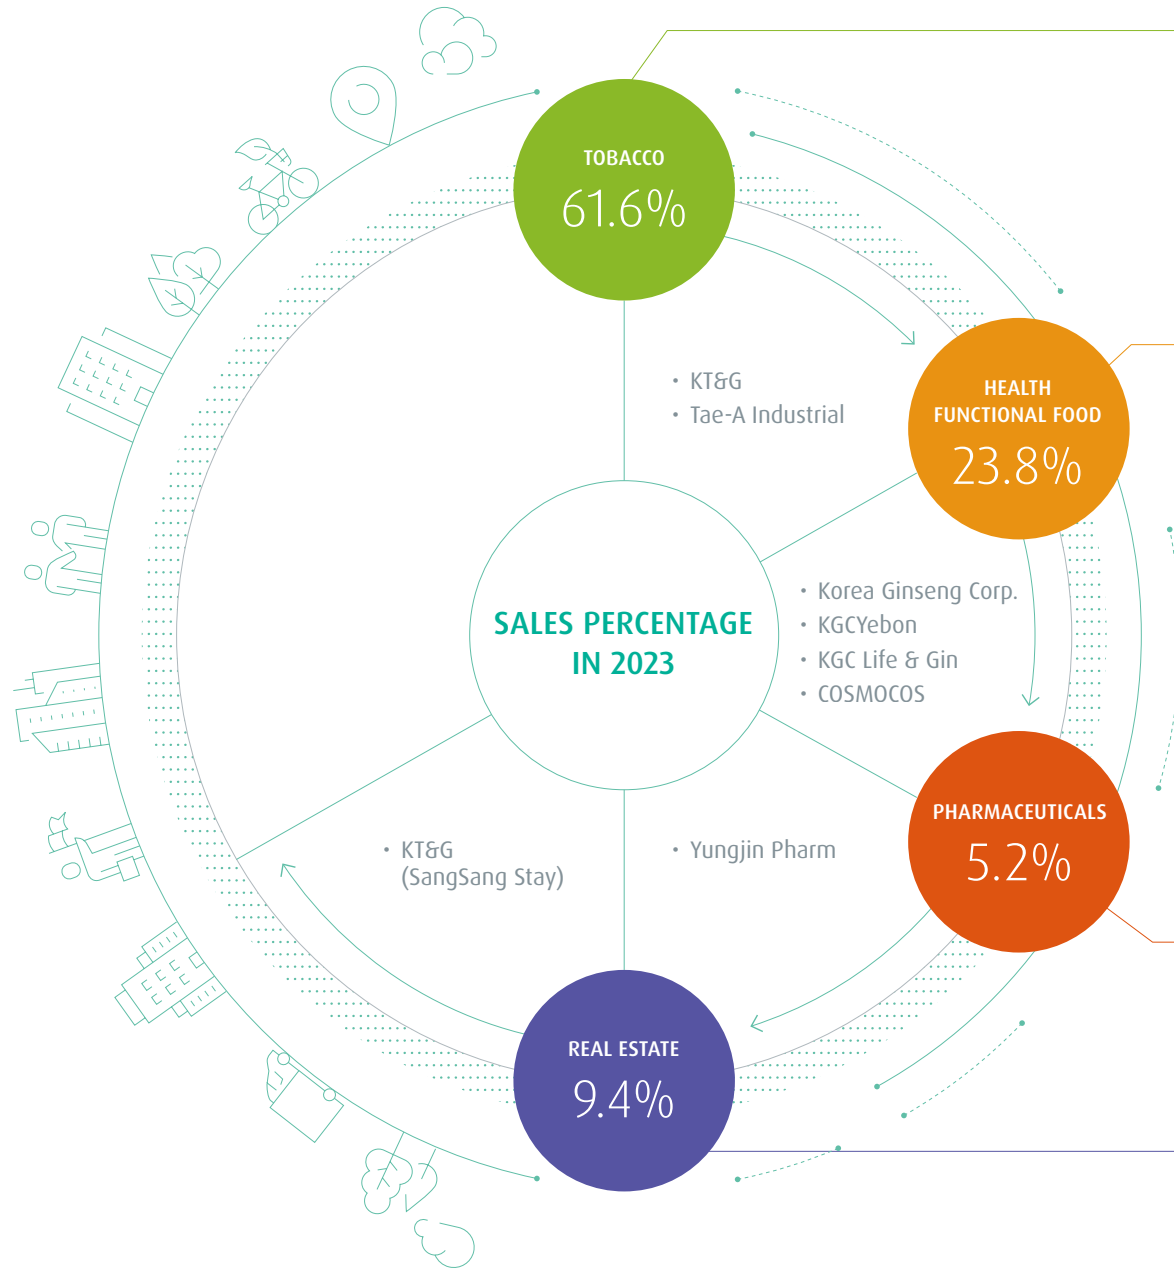 TOBACCO
61.6%
• KT&G
• Tae-A Industrial
HEALTH
FUNCTIONAL FOOD
23.8%
SALES PERCENTAGE
IN 2023
• Korea Ginseng Corp.
• KGCYebon
• KGC Life & Gin
• COSMOCOS
PHARMACEUTICALS
5.2%
• Yungjin Pharm
• KT&G
(SangSang Stay)
REAL ESTATE
9.4%